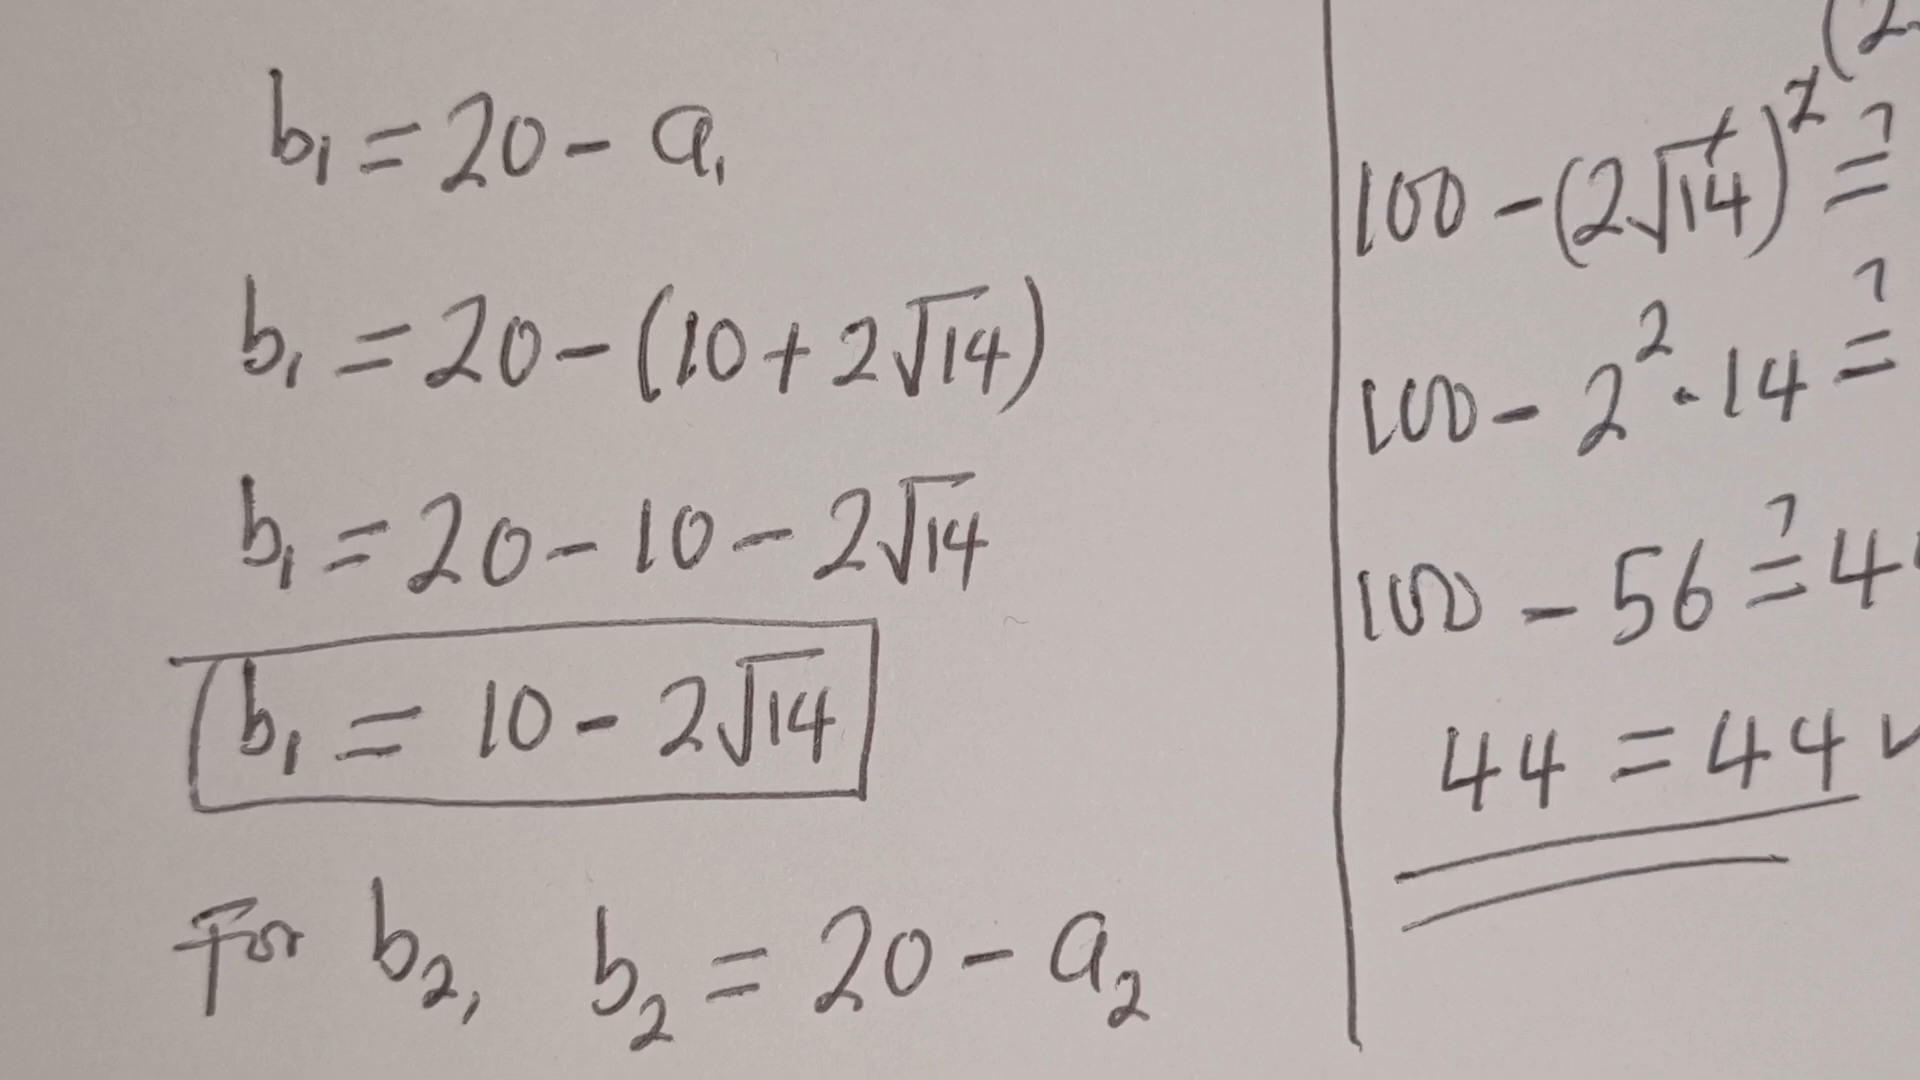 b₁ = 20 - a₁
b₁ = 20 - (10 + 2√14)
b₁ = 20 - 10 - 2√14
b₁ = 10 - 2√14
For b₂, b₂ = 20 - a₂
(2
100 - (2√14)² ≟
100 - 2² · 14 ≟
100 - 56 ≟ 4
44 = 44 ✓